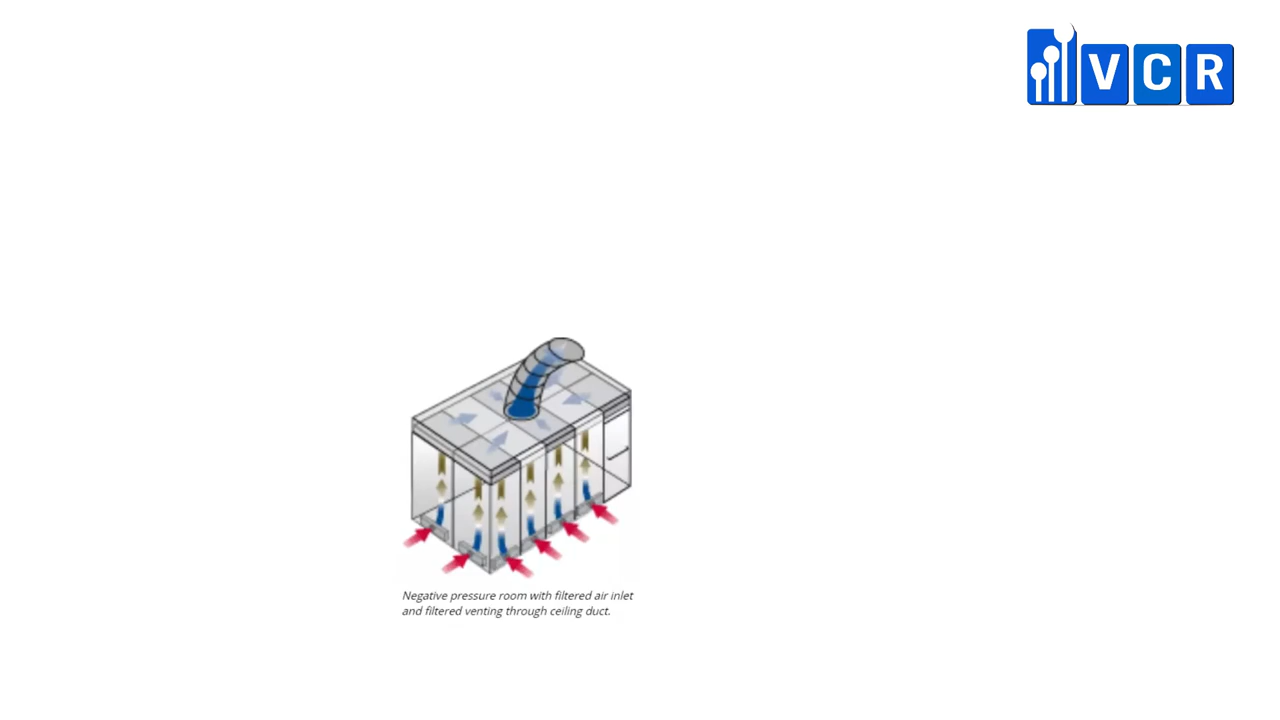 VCR
Negative pressure room with filtered air inlet
and filtered venting through ceiling duct.